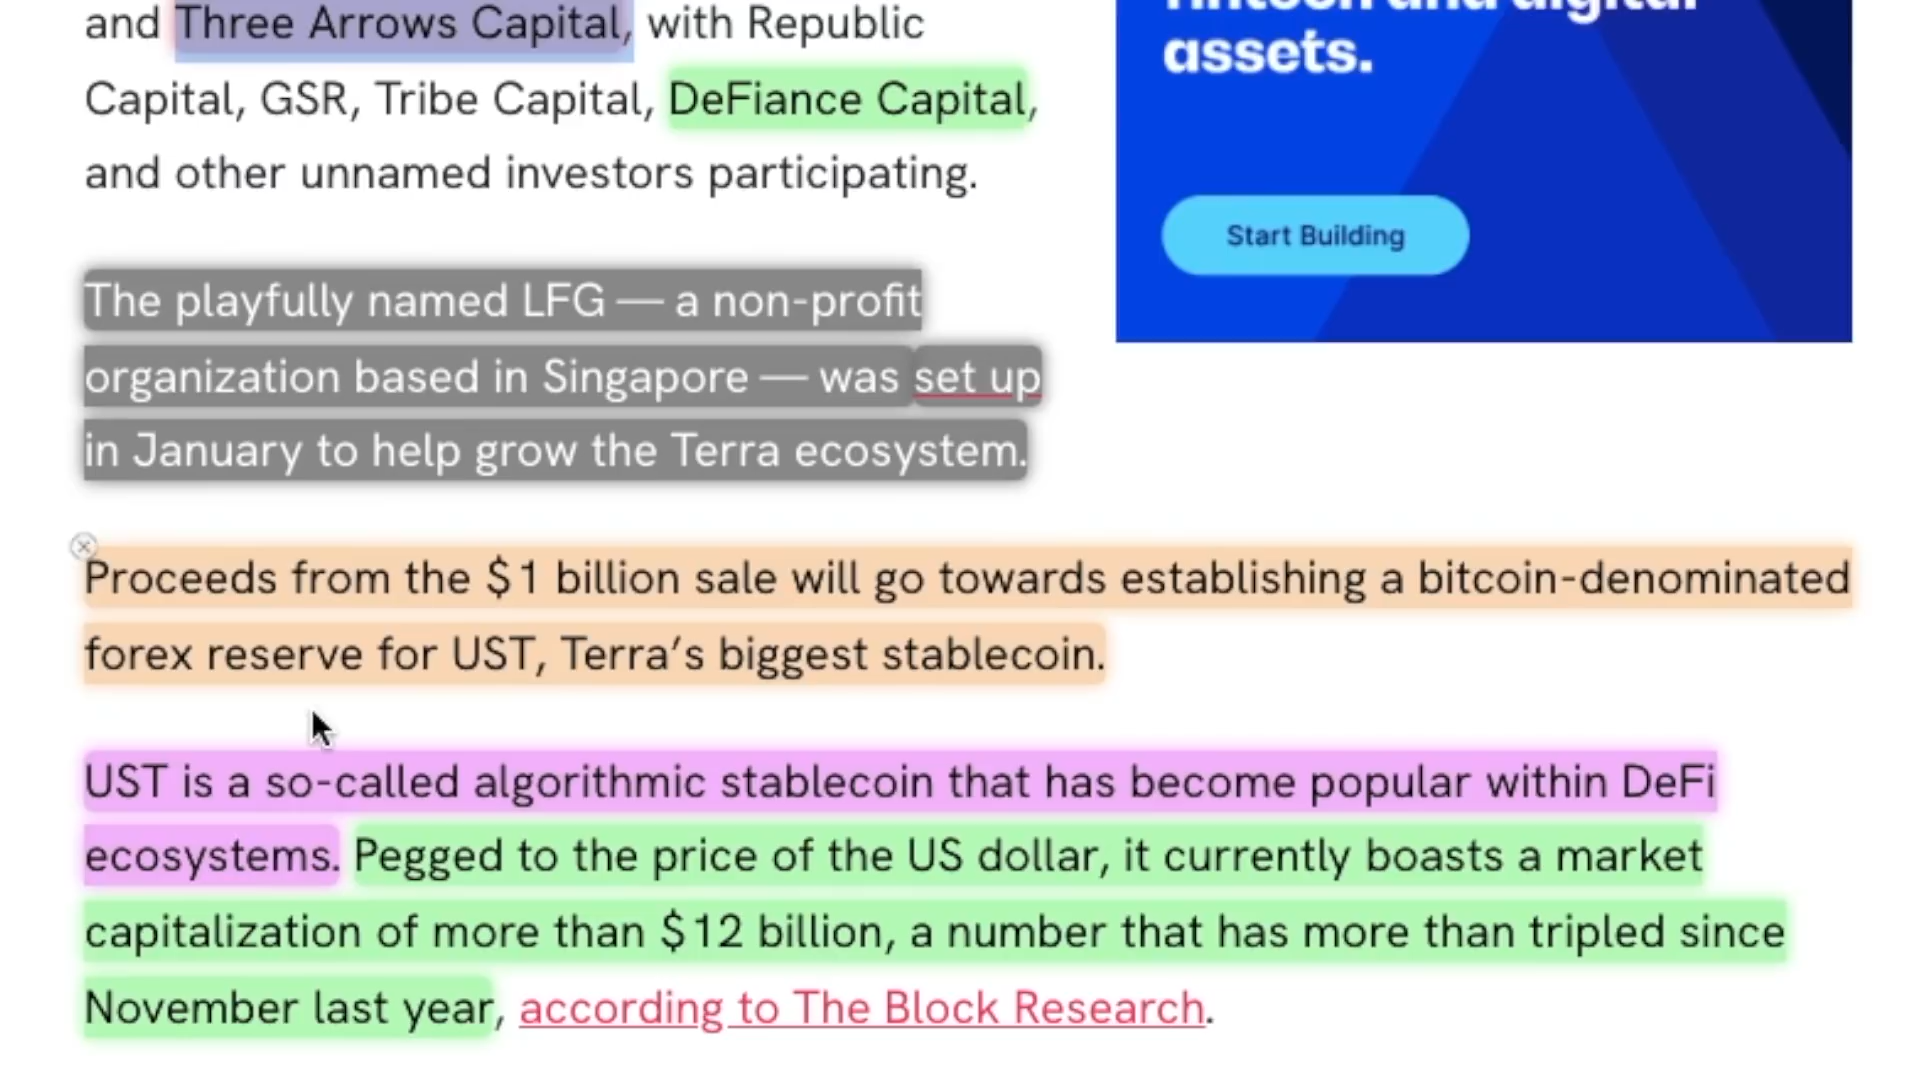 and Three Arrows Capital, with Republic
Capital, GSR, Tribe Capital, DeFiance Capital,
and other unnamed investors participating.
The playfully named LFG — a non-profit
organization based in Singapore — was set up
in January to help grow the Terra ecosystem.
Proceeds from the $1 billion sale will go towards establishing a bitcoin-denominated
forex reserve for UST, Terra’s biggest stablecoin.
UST is a so-called algorithmic stablecoin that has become popular within DeFi
ecosystems. Pegged to the price of the US dollar, it currently boasts a market
capitalization of more than $12 billion, a number that has more than tripled since
November last year, according to The Block Research.
fintech and digital
assets.
Start Building